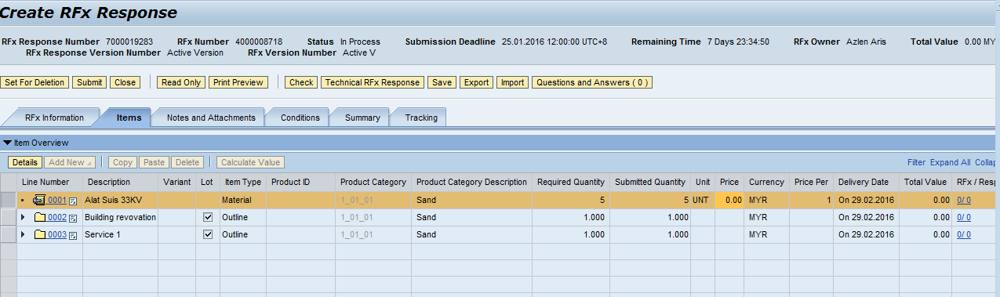 Create RFx Response
RFx Response Number 7000019283 RFx Number 4000008718 Status In Process Submission Deadline 25.01.2016 12:00:00 UTC+8 Remaining Time 7 Days 23:34:50 RFx Owner Azlen Aris Total Value 0.00 MY
RFx Response Version Number Active Version RFx Version Number Active V
Set For Deletion Submit Close Read Only Print Preview Check Technical RFx Response Save Export Import Questions and Answers ( 0 )
RFx Information Items Notes and Attachments Conditions Summary Tracking
Item Overview
Details Add New Copy Paste Delete Calculate Value Filter Expand All Collap
Line Number Description Variant Lot Item Type Product ID Product Category Product Category Description Required Quantity Submitted Quantity Unit Price Currency Price Per Delivery Date Total Value RFx / Resp
0001 Alat Suis 33KV Material 1_01_01 Sand 5 5 UNT 0.00 MYR 1 On 29.02.2016 0.00 0/ 0
0002 Building revovation Outline 1_01_01 Sand 1.000 1.000 MYR On 29.02.2016 0.00 0/ 0
0003 Service 1 Outline 1_01_01 Sand 1.000 1.000 MYR On 29.02.2016 0.00 0/ 0